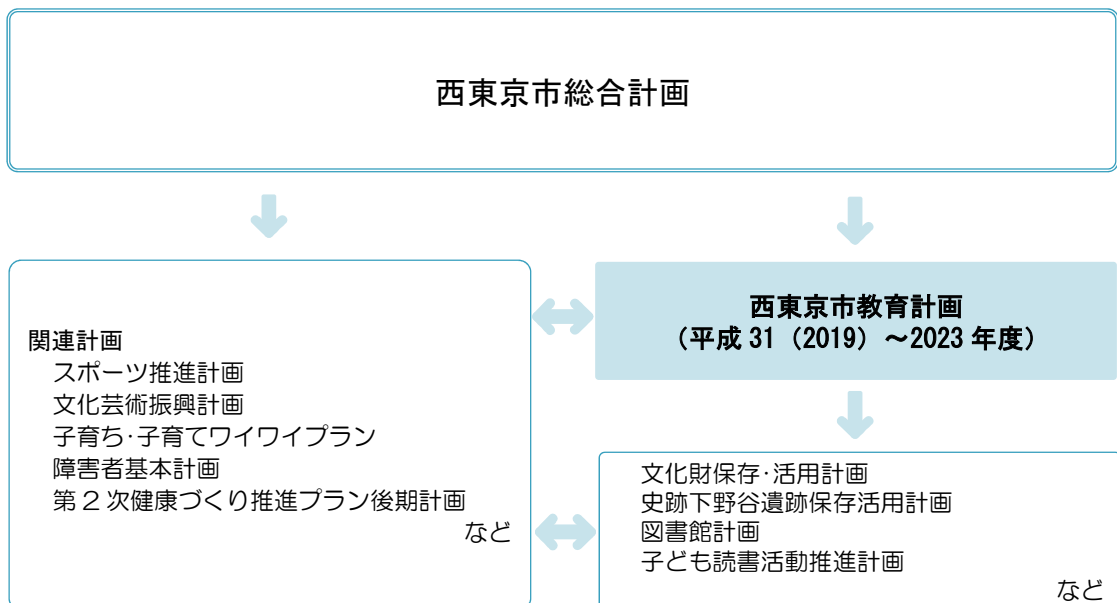 西東京市総合計画
関連計画
スポーツ推進計画
文化芸術振興計画
子育ち・子育てワイワイプラン
障害者基本計画
第2次健康づくり推進プラン後期計画
など
西東京市教育計画
（平成 31（2019）～2023 年度）
文化財保存・活用計画
史跡下野谷遺跡保存活用計画
図書館計画
子ども読書活動推進計画
など